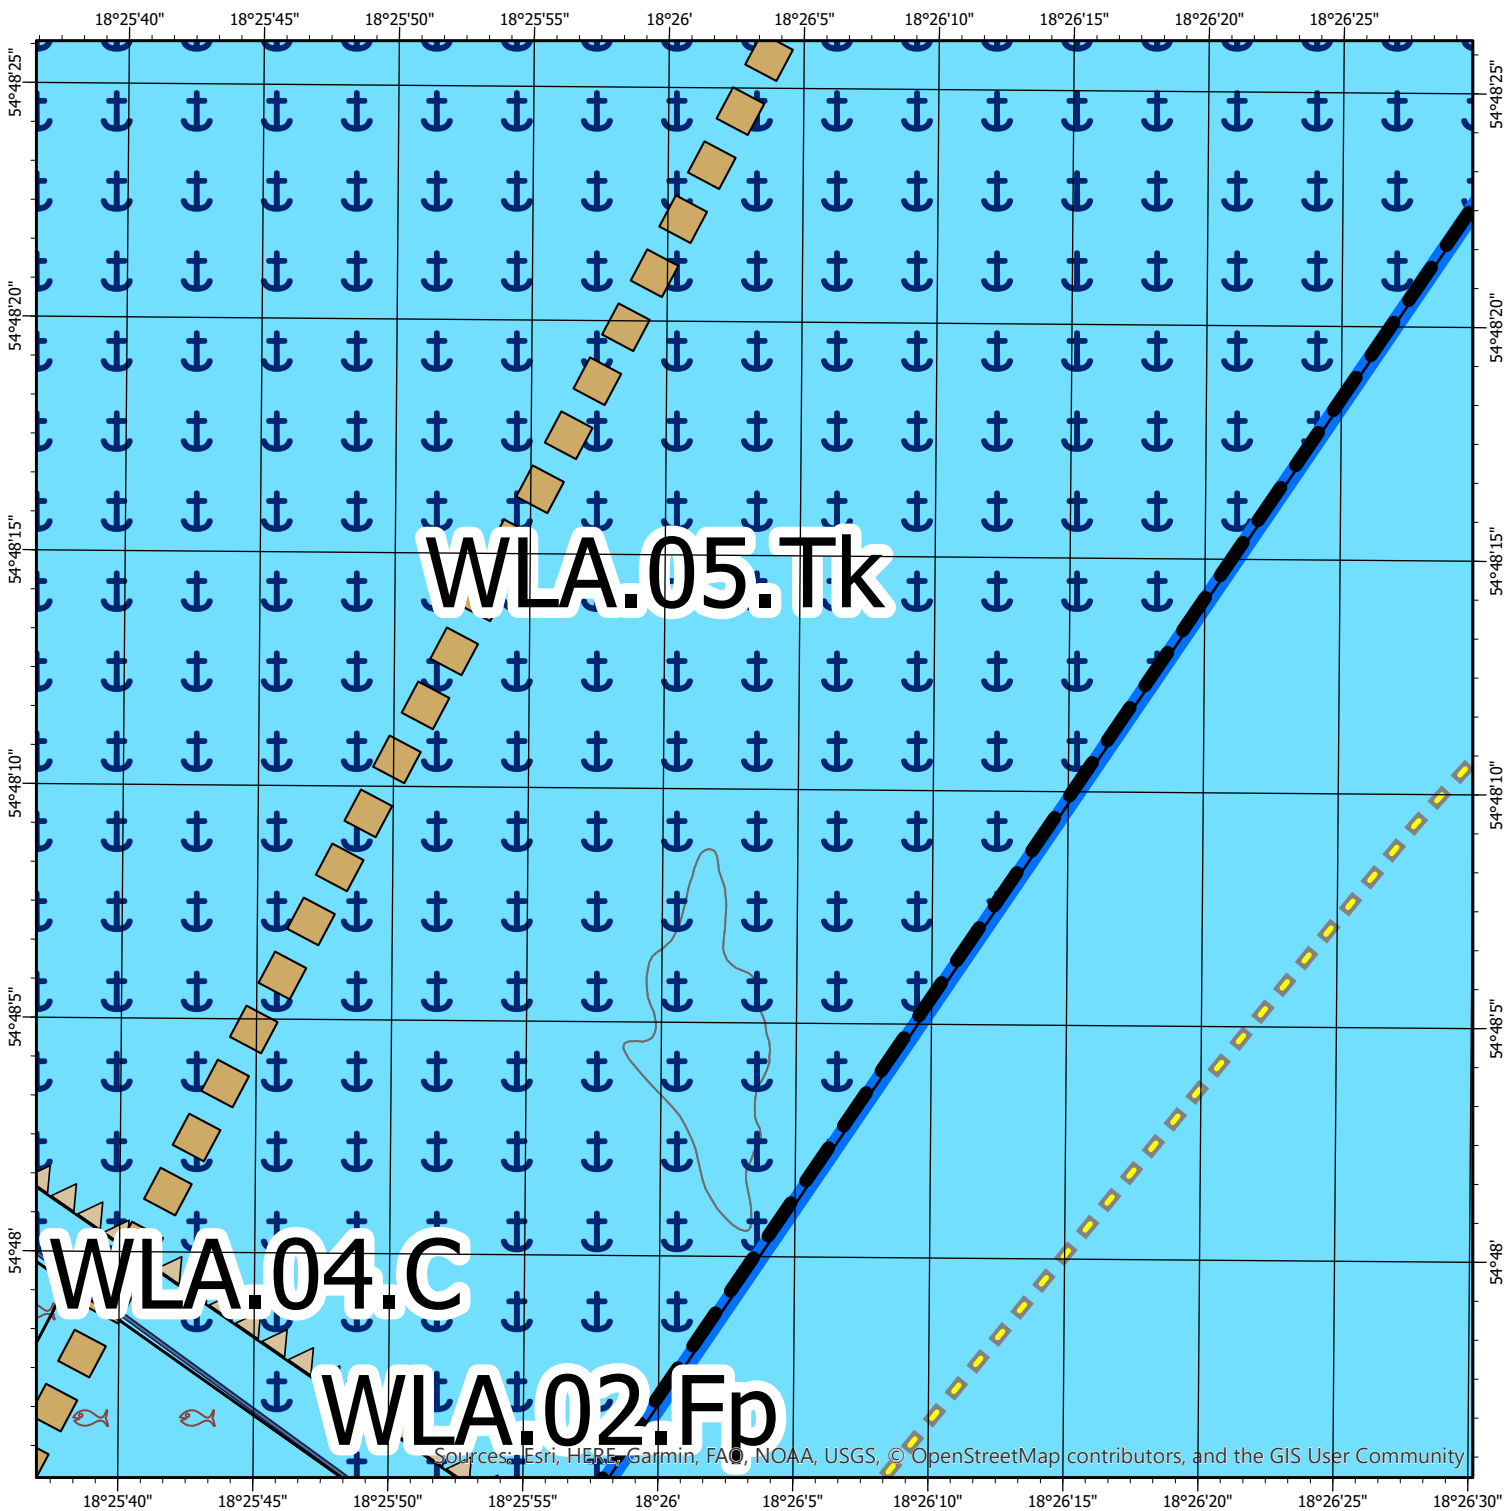 18°25'40" 18°25'45" 18°25'50" 18°25'55" 18°26' 18°26'5" 18°26'10" 18°26'15" 18°26'20" 18°26'25"
54°48'25" 54°48'25"
54°48'20" 54°48'20"
54°48'15" 54°48'15"
WLA.05.Tk
54°48'10" 54°48'10"
54°48'5" 54°48'5"
54°48' 54°48'
WLA.04.C
WLA.02.Fp
Sources: Esri, HERE, Garmin, FAO, NOAA, USGS, © OpenStreetMap contributors, and the GIS User Community
18°25'40" 18°25'45" 18°25'50" 18°25'55" 18°26' 18°26'5" 18°26'10" 18°26'15" 18°26'20" 18°26'25" 18°26'30"